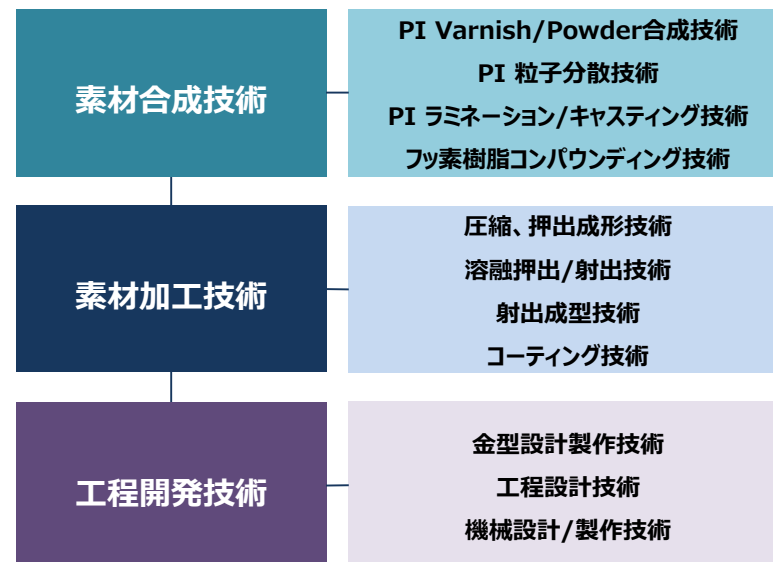 素材合成技術
PI Varnish/Powder合成技術
PI 粒子分散技術
PI ラミネーション/キャスティング技術
フッ素樹脂コンパウンディング技術
素材加工技術
圧縮、押出成形技術
溶融押出/射出技術
射出成型技術
コーティング技術
工程開発技術
金型設計製作技術
工程設計技術
機械設計/製作技術